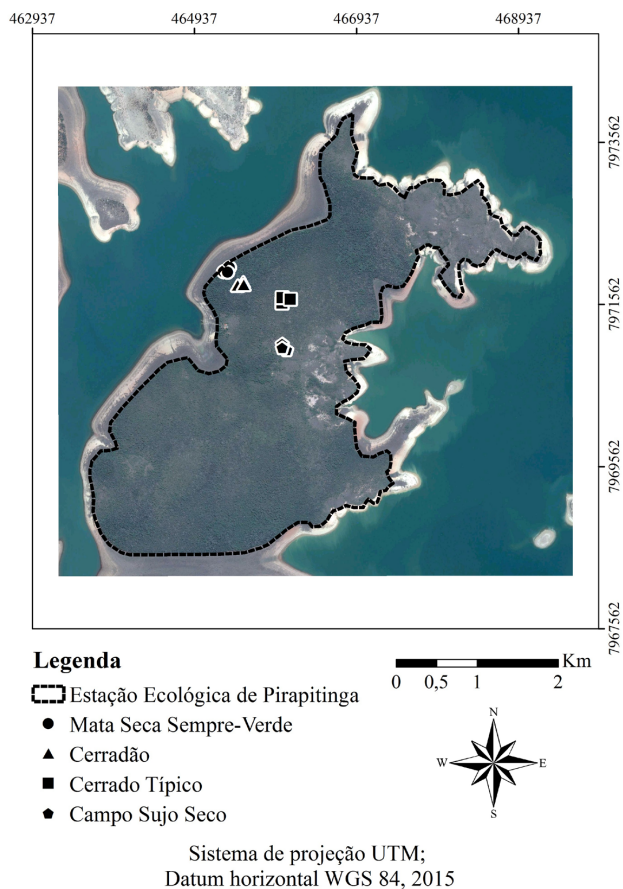 462937 464937 466937 468937
7973562
7971562
7969562
7967562
Legenda
Estação Ecológica de Pirapitinga
Mata Seca Sempre-Verde
Cerradão
Cerrado Típico
Campo Sujo Seco
Km
0 0,5 1 2
N
W E
S
Sistema de projeção UTM;
Datum horizontal WGS 84, 2015